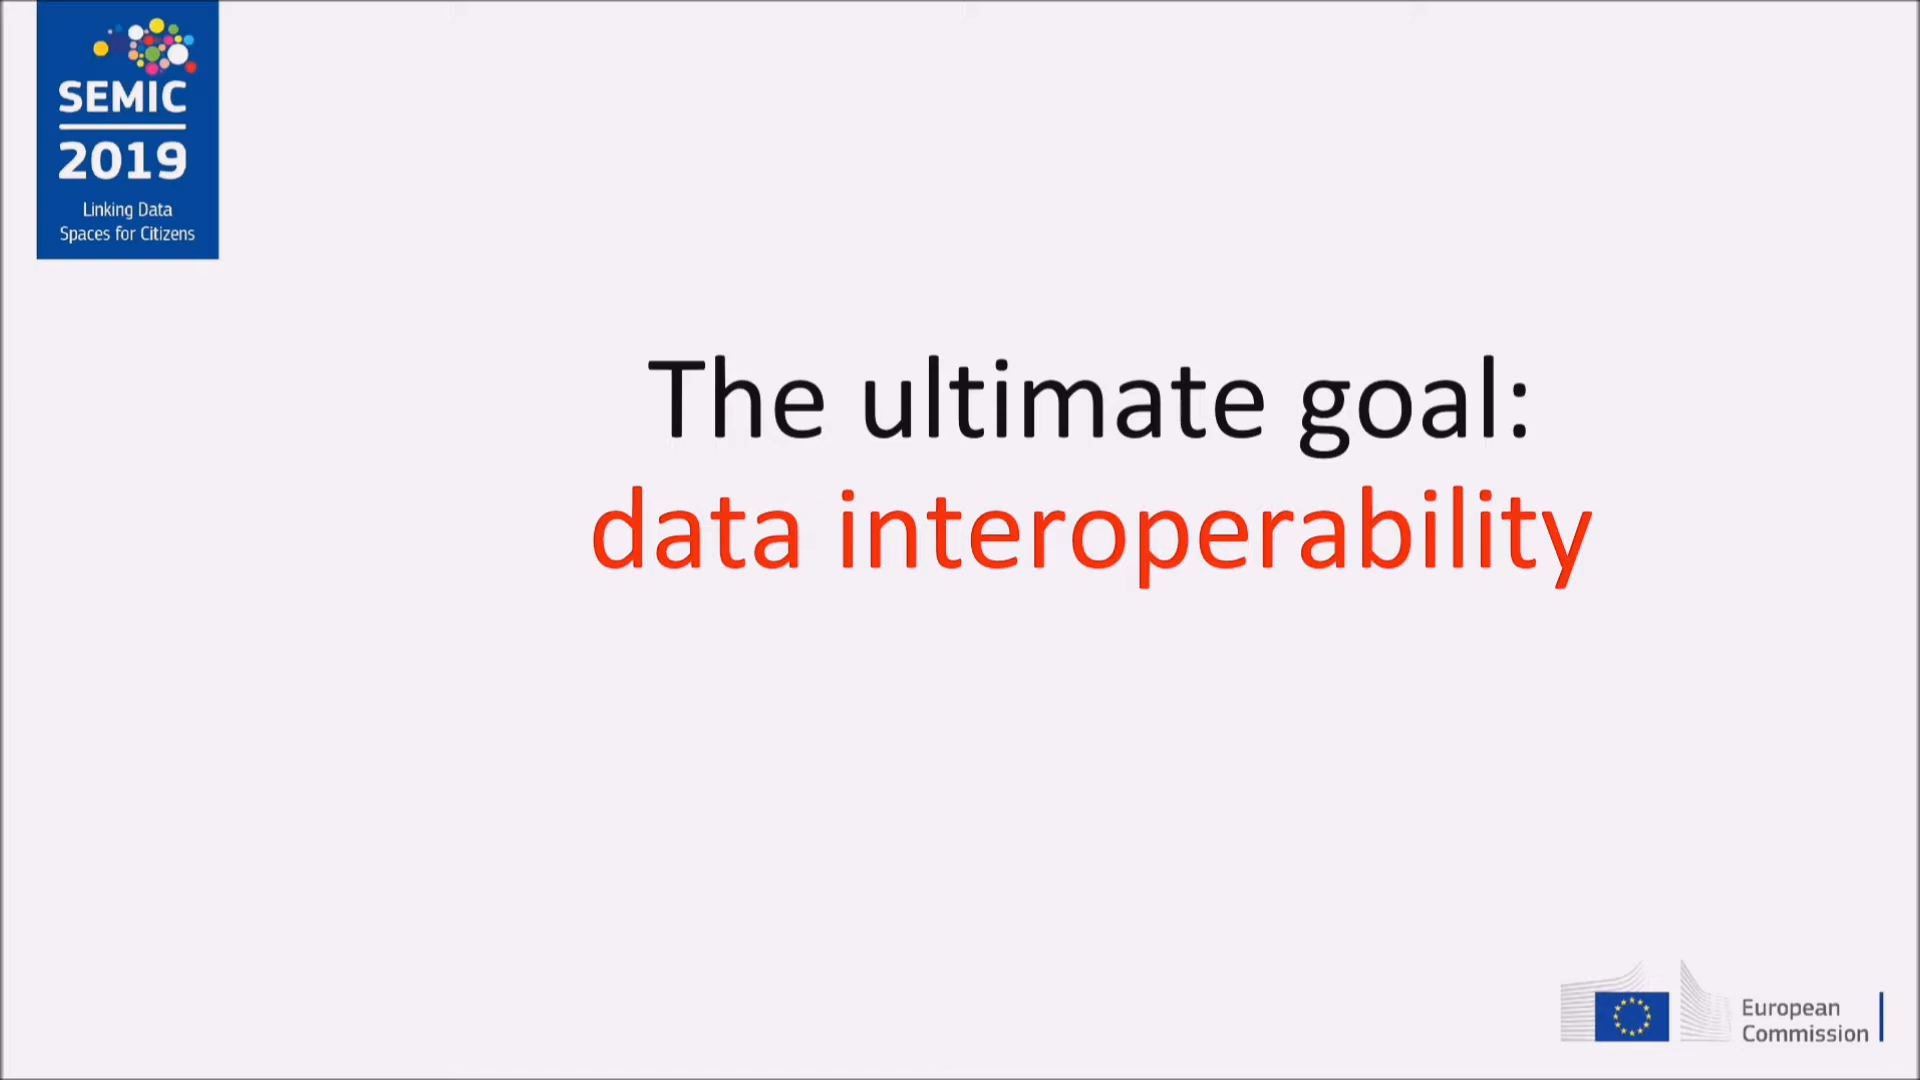 SEMIC
2019
Linking Data
Spaces for Citizens
The ultimate goal:
data interoperability
European
Commission